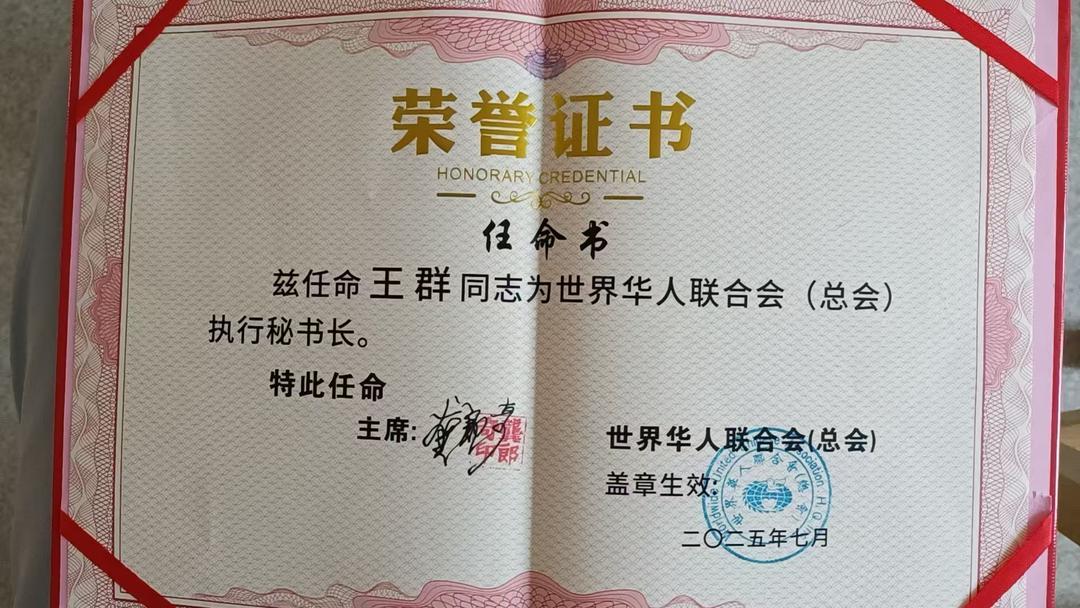 荣誉证书
HONORARY CREDENTIAL
任命书
兹任命 王群 同志为世界华人联合会（总会）
执行秘书长。
特此任命
主席:
世界华人联合会(总会)
盖章生效:
二〇二五年七月